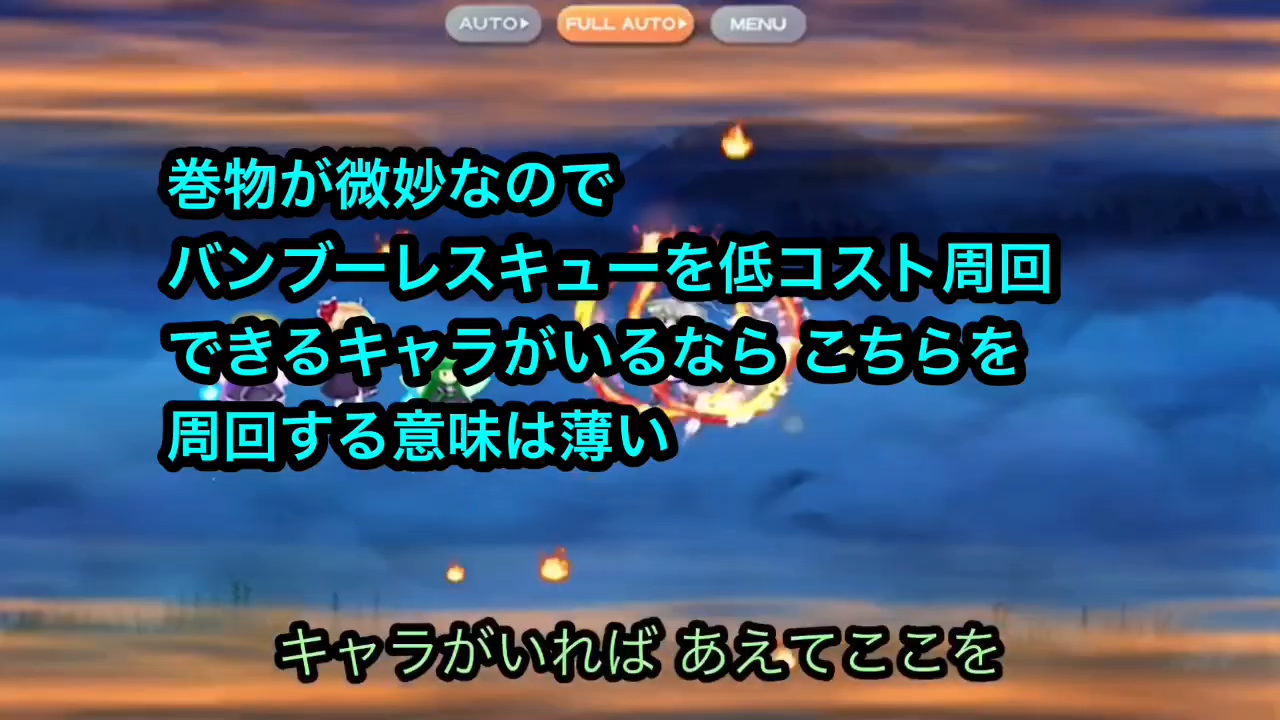 AUTO
FULL AUTO
MENU
巻物が微妙なので
バンブーレスキューを低コスト周回
できるキャラがいるなら こちらを
周回する意味は薄い
キャラがいれば あえてここを